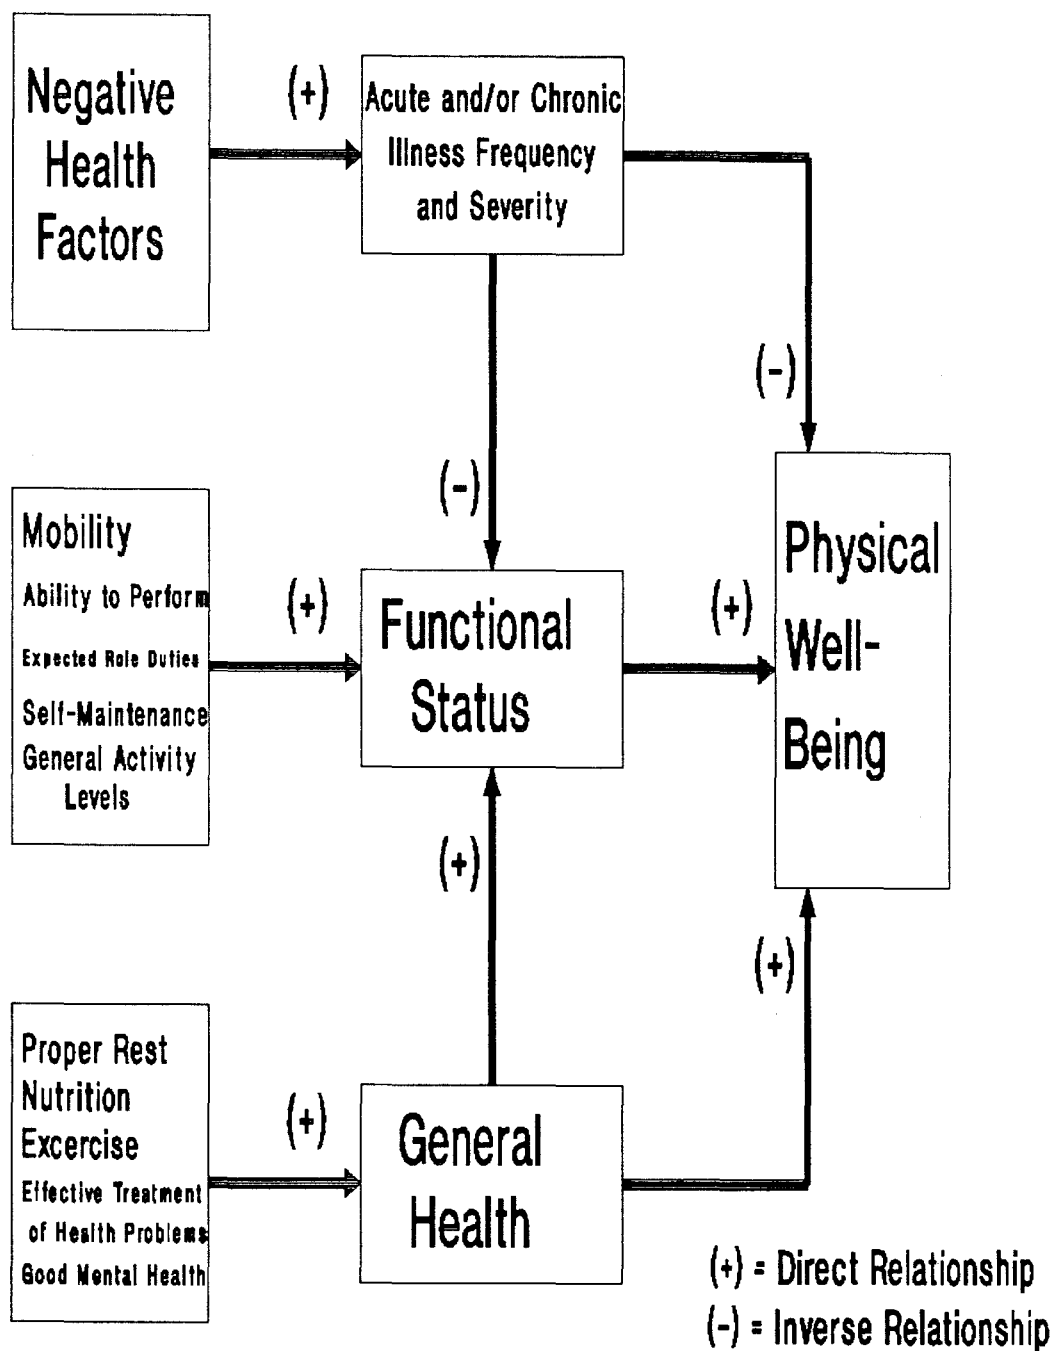 Negative
Health
Factors
(+)
Acute and/or Chronic
Illness Frequency
and Severity
(-)
(-)
Mobility
Ability to Perform
Expected Role Duties
Self-Maintenance
General Activity
Levels
(+)
Functional
Status
(+)
Physical
Well-
Being
(+)
(+)
Proper Rest
Nutrition
Excercise
Effective Treatment
of Health Problems
Good Mental Health
(+)
General
Health
(+) = Direct Relationship
(-) = Inverse Relationship